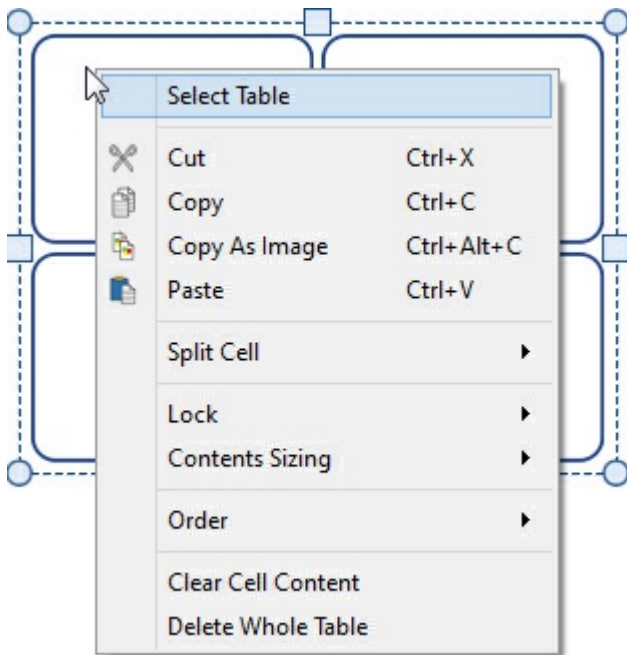 Select Table
Cut Ctrl+X
Copy Ctrl+C
Copy As Image Ctrl+Alt+C
Paste Ctrl+V
Split Cell
Lock
Contents Sizing
Order
Clear Cell Content
Delete Whole Table